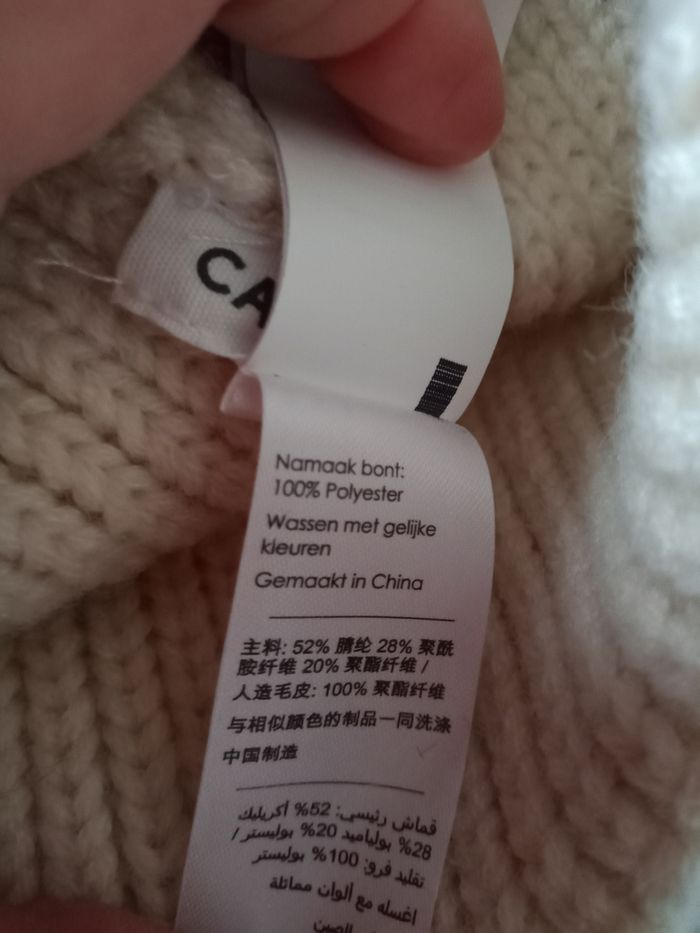 CA
Namaak bont:
100% Polyester
Wassen met gelijke
kleuren
Gemaakt in China
主料: 52% 腈纶 28% 聚酰
胺纤维 20% 聚酯纤维 /
人造毛皮: 100% 聚酯纤维
与相似颜色的制品一同洗涤
中国制造
قماش رئيسي: 52% أكريليك
28% بولياميد 20% بوليستر /
تقليد فرو: 100% بوليستر
اغسله مع ألوان مماثلة
الصين